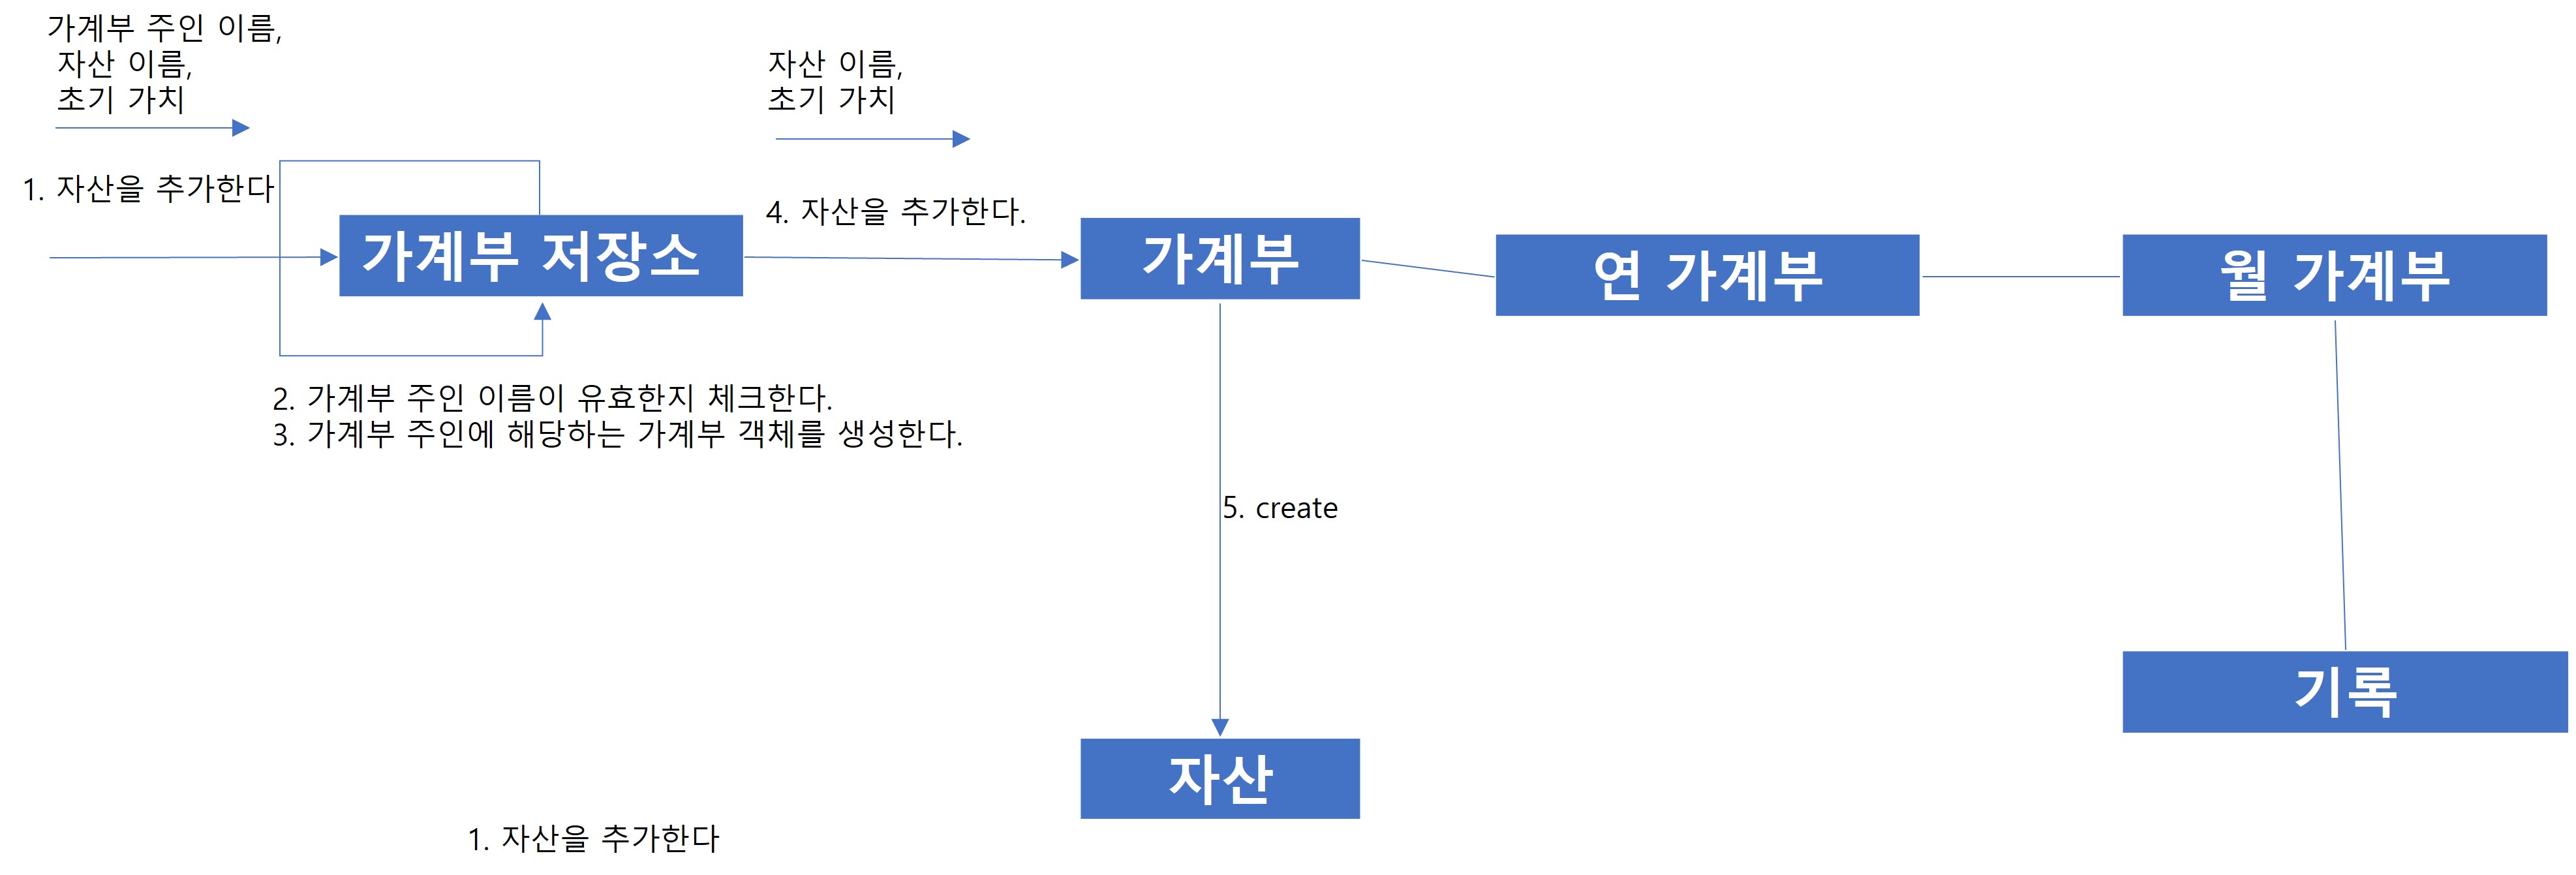 가계부 주인 이름,
자산 이름,
초기 가치
자산 이름,
초기 가치
1. 자산을 추가한다
4. 자산을 추가한다.
가계부 저장소
가계부
연 가계부
월 가계부
2. 가계부 주인 이름이 유효한지 체크한다.
3. 가계부 주인에 해당하는 가계부 객체를 생성한다.
5. create
기록
자산
1. 자산을 추가한다